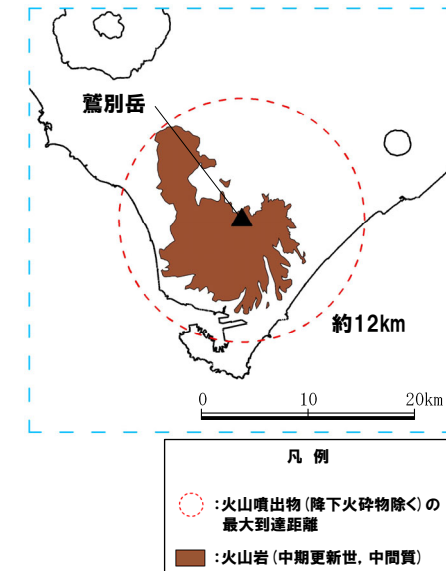 鷲別岳
約12km
0 10 20km
凡 例
:火山噴出物(降下火砕物除く)の
最大到達距離
:火山岩(中期更新世,中間質)